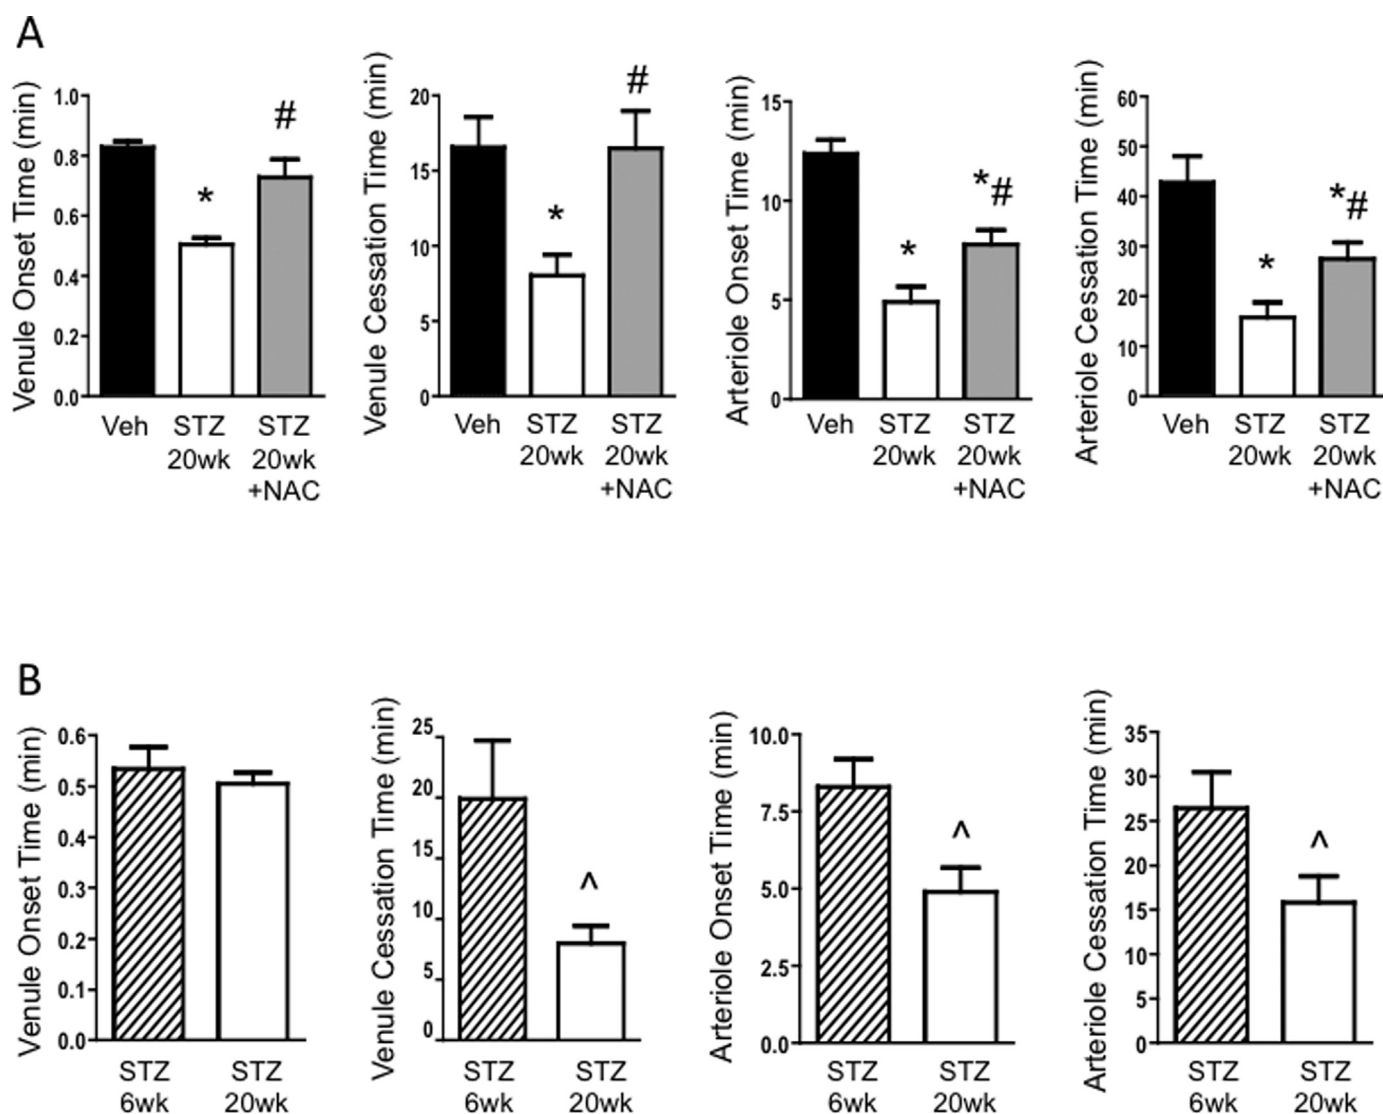 A
Venule Onset Time (min)
1.0
0.8
0.6
0.4
0.2
0.0
*
#
Veh
STZ
20wk
STZ
20wk
+NAC
Venule Cessation Time (min)
20
15
10
5
0
*
#
Veh
STZ
20wk
STZ
20wk
+NAC
Arteriole Onset Time (min)
15
10
5
0
*
*#
Veh
STZ
20wk
STZ
20wk
+NAC
Arteriole Cessation Time (min)
60
50
40
30
20
10
0
*
*#
Veh
STZ
20wk
STZ
20wk
+NAC
B
Venule Onset Time (min)
0.6
0.5
0.4
0.3
0.2
0.1
0.0
STZ
6wk
STZ
20wk
Venule Cessation Time (min)
25
20
15
10
5
0
^
STZ
6wk
STZ
20wk
Arteriole Onset Time (min)
10.0
7.5
5.0
2.5
0.0
^
STZ
6wk
STZ
20wk
Arteriole Cessation Time (min)
35
30
25
20
15
10
5
0
^
STZ
6wk
STZ
20wk